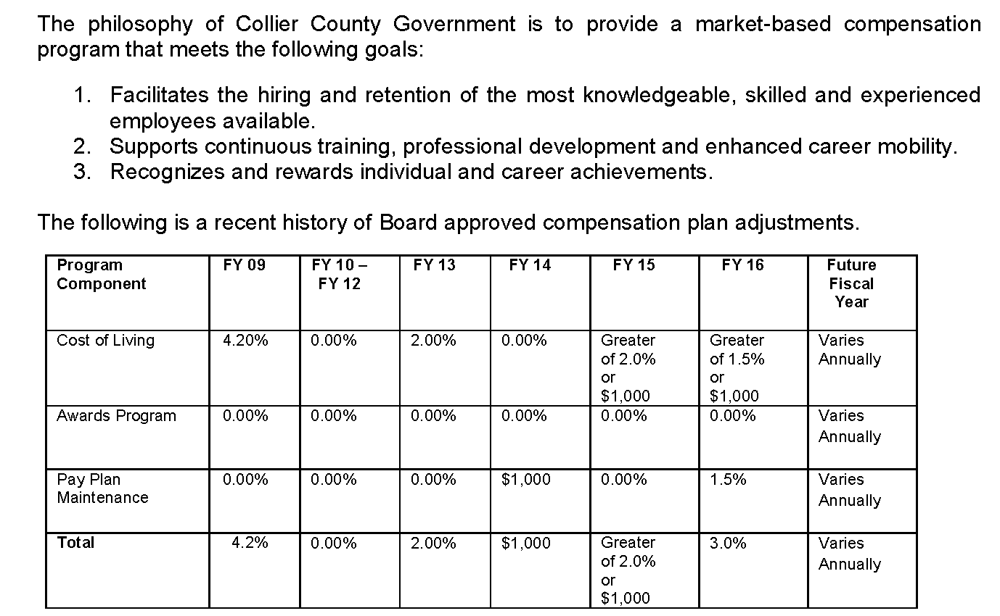 The philosophy of Collier County Government is to provide a market-based compensation
program that meets the following goals:
1. Facilitates the hiring and retention of the most knowledgeable, skilled and experienced
employees available.
2. Supports continuous training, professional development and enhanced career mobility.
3. Recognizes and rewards individual and career achievements.
The following is a recent history of Board approved compensation plan adjustments.
Program FY 09 FY 10 – FY 13 FY 14 FY 15 FY 16 Future
Component FY 12 Fiscal
Year
Cost of Living 4.20% 0.00% 2.00% 0.00% Greater Greater Varies
of 2.0% of 1.5% Annually
or or
$1,000 $1,000
Awards Program 0.00% 0.00% 0.00% 0.00% 0.00% 0.00% Varies
Annually
Pay Plan 0.00% 0.00% 0.00% $1,000 0.00% 1.5% Varies
Maintenance Annually
Total 4.2% 0.00% 2.00% $1,000 Greater 3.0% Varies
of 2.0% Annually
or
$1,000